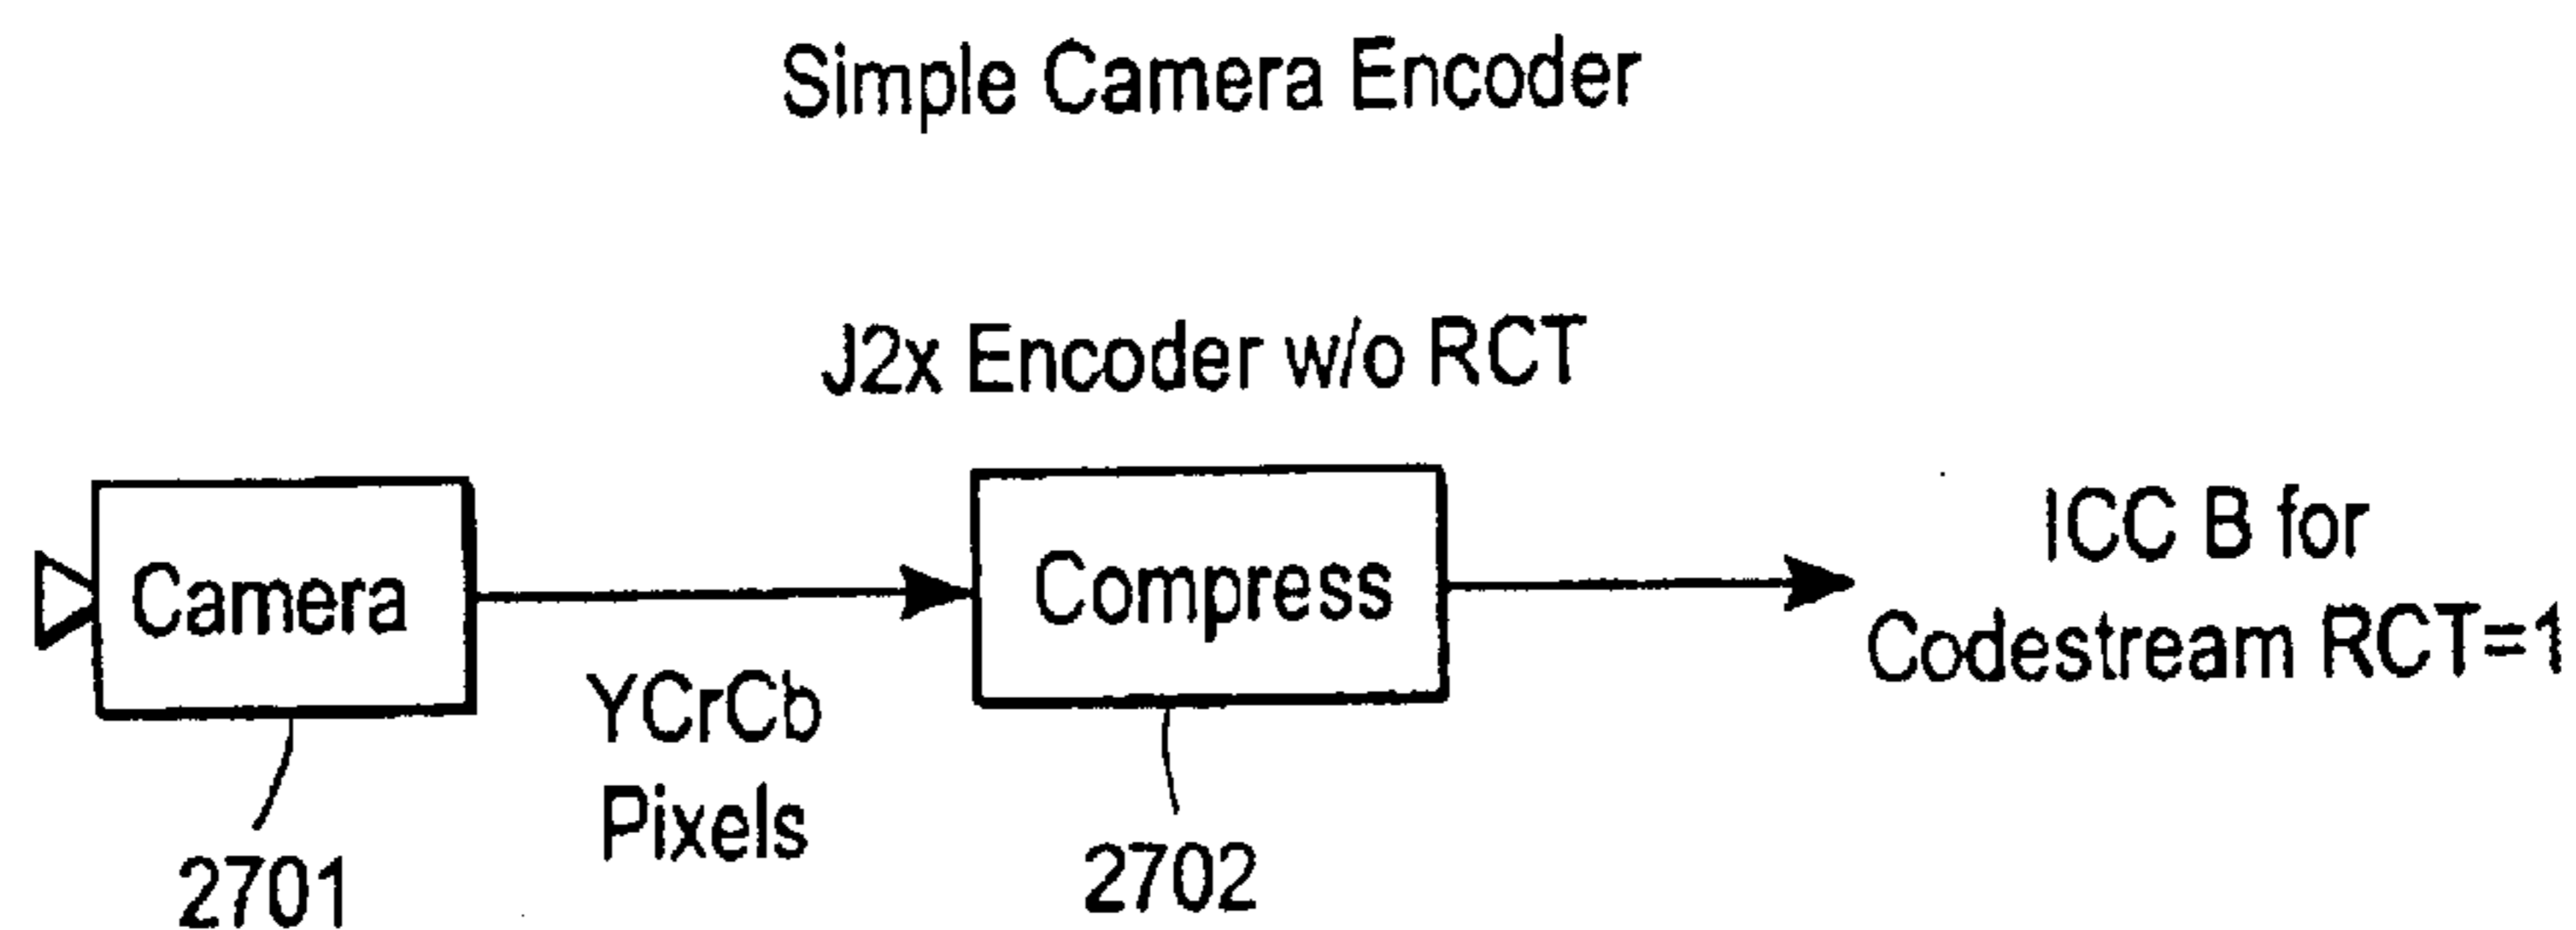 Simple Camera Encoder
J2x Encoder w/o RCT
Camera
YCrCb
Pixels
Compress
ICC B for
Codestream RCT=1
2701
2702